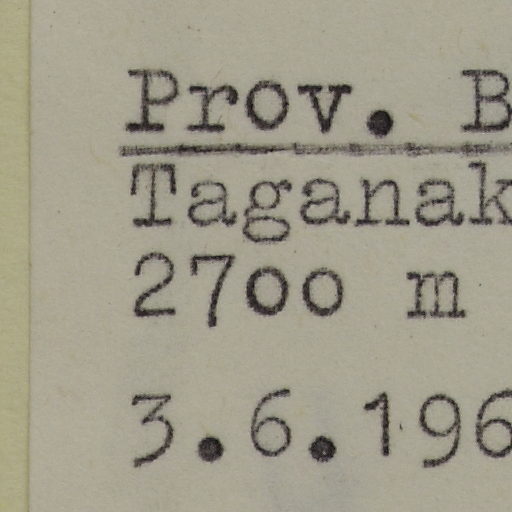 Prov. B
Taganak
2700 m
3.6.196